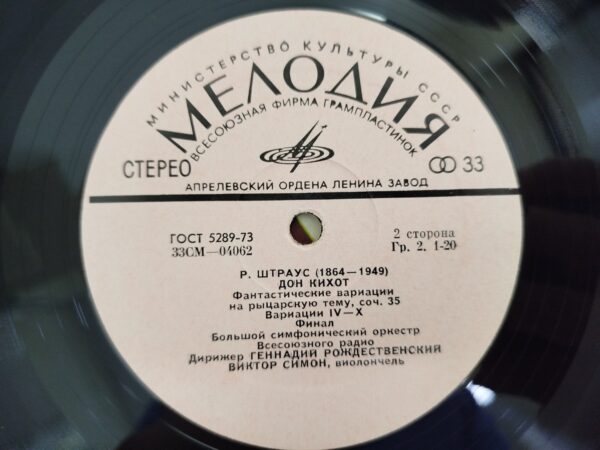 МИНИСТЕРСТВО КУЛЬТУРЫ СССР
МЕЛОДИЯ
ВСЕСОЮЗНАЯ ФИРМА ГРАМПЛАСТИНОК
СТЕРЕО
33
АПРЕЛЕВСКИЙ ОРДЕНА ЛЕНИНА ЗАВОД
ГОСТ 5289-73
33СМ—04062
2 сторона
Гр. 2. 1-20
Р. ШТРАУС (1864—1949)
ДОН КИХОТ
Фантастические вариации
на рыцарскую тему, соч. 35
Вариации IV—X
Финал
Большой симфонический оркестр
Всесоюзного радио
Дирижер ГЕННАДИЙ РОЖДЕСТВЕНСКИЙ
ВИКТОР СИМОН, виолончель